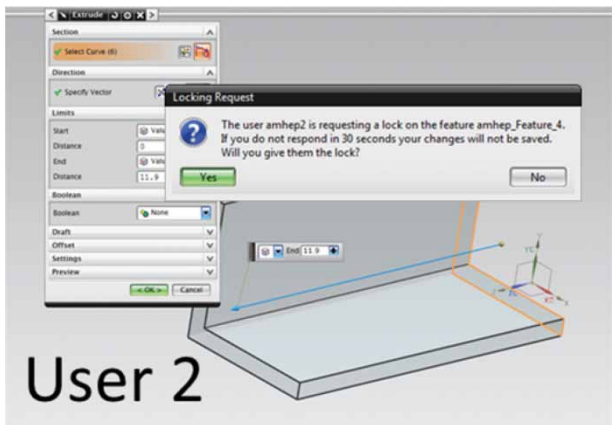 Extrude
Section
Select Curve (6)
Direction
Specify Vector
Limits
Start
Distance 0
End
Distance 11.9
Boolean
Boolean None
Draft
Offset
Settings
Preview
< OK > Cancel
Locking Request
The user amhep2 is requesting a lock on the feature amhep_Feature_4.
If you do not respond in 30 seconds your changes will not be saved.
Will you give them the lock?
Yes No
End 11.9
User 2